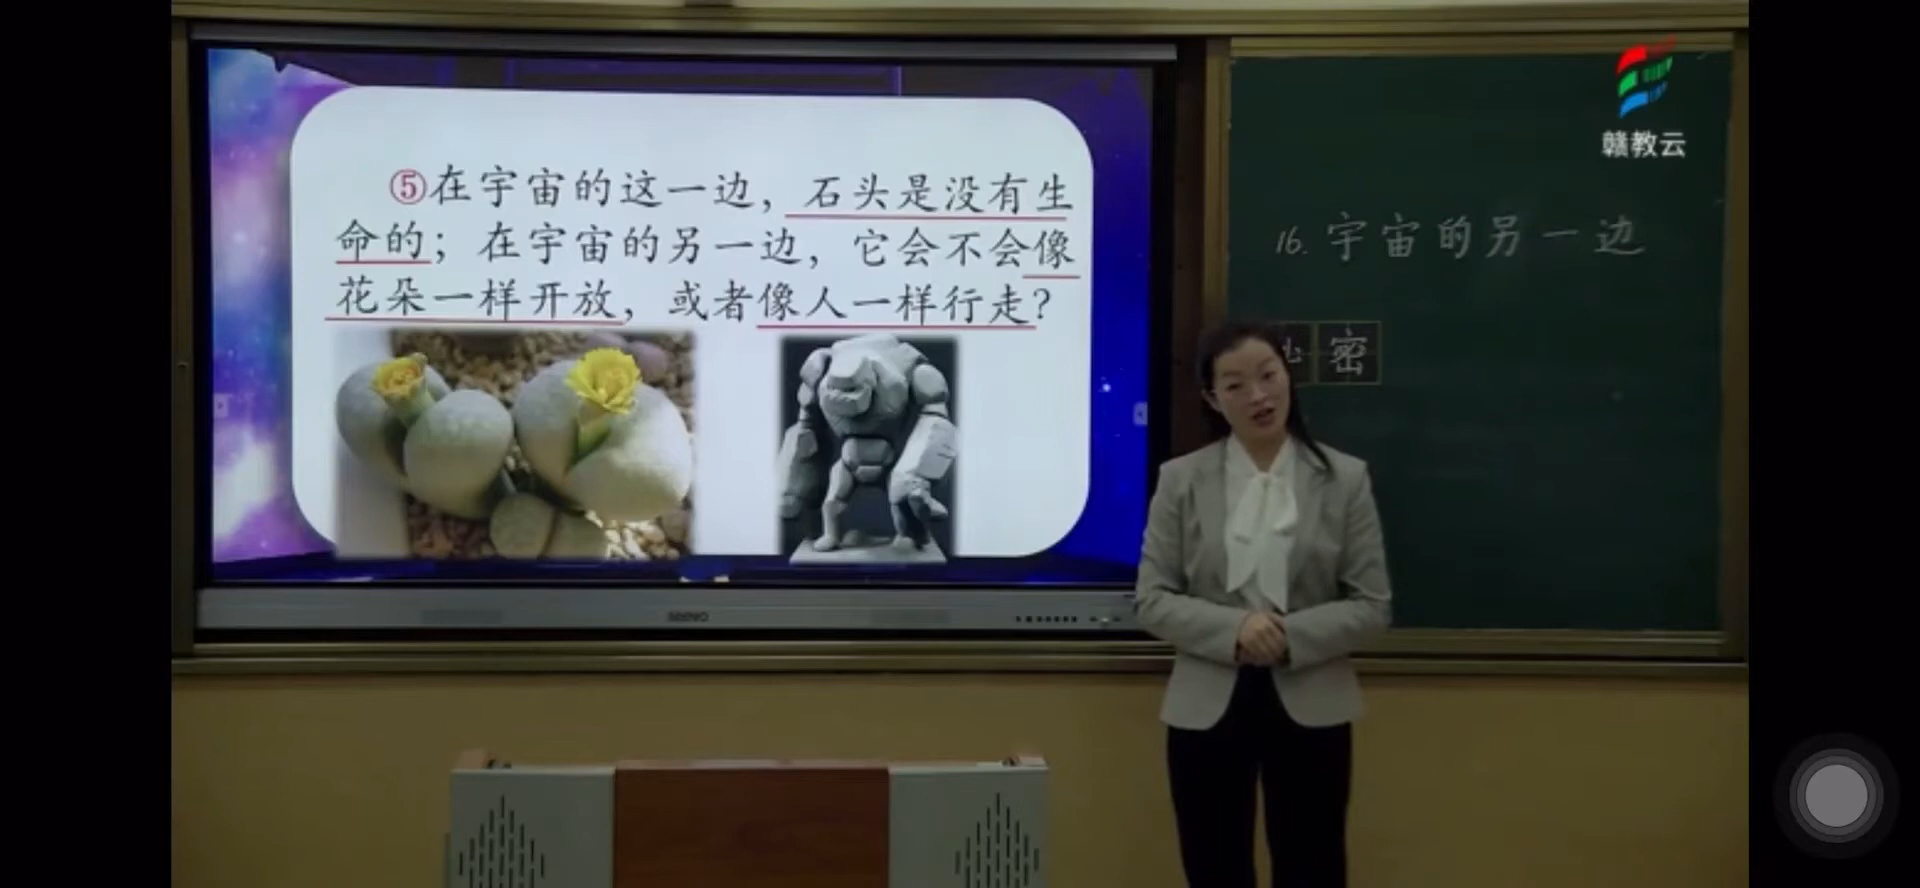 ⑤在宇宙的这一边，石头是没有生
命的；在宇宙的另一边，它会不会像
花朵一样开放，或者像人一样行走？
赣教云
16. 宇宙的另一边
密
seewo